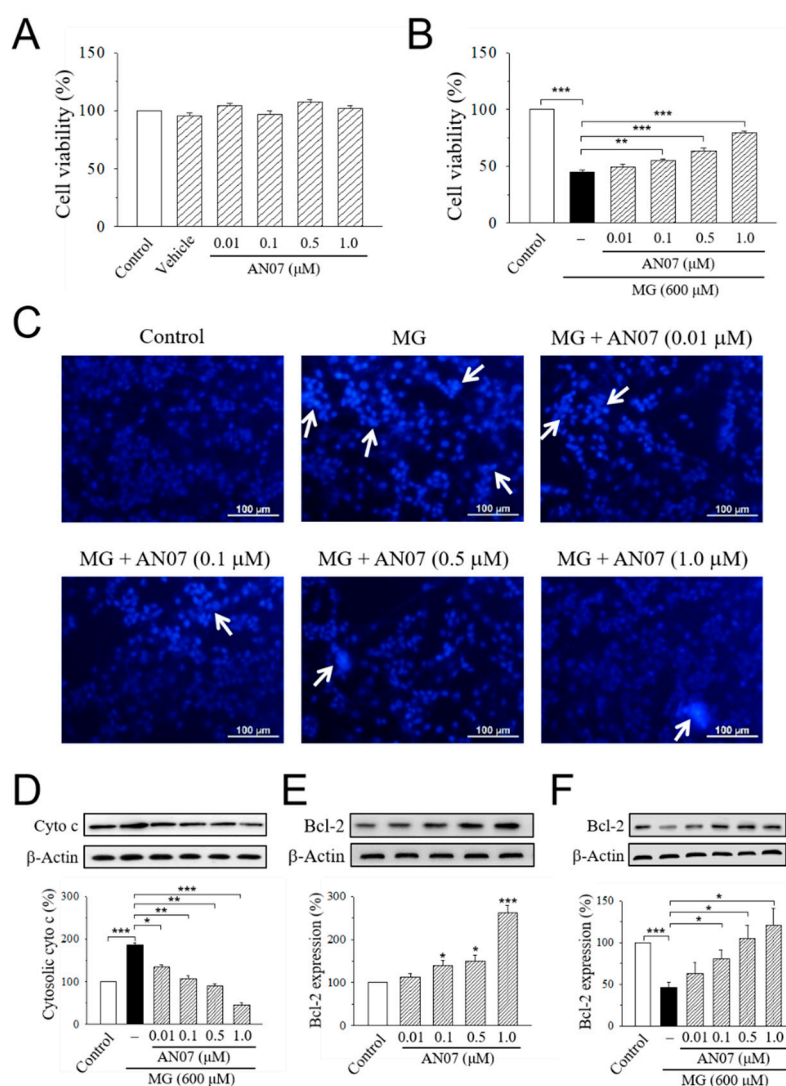 A
Cell viability (%)
150
100
50
0
Control
Vehicle
0.01
0.1
0.5
1.0
AN07 (μM)
B
Cell viability (%)
150
100
50
0
***
**
***
***
Control
–
0.01
0.1
0.5
1.0
AN07 (μM)
MG (600 μM)
C
Control
MG
MG + AN07 (0.01 μM)
100 μm
100 μm
100 μm
MG + AN07 (0.1 μM)
MG + AN07 (0.5 μM)
MG + AN07 (1.0 μM)
100 μm
100 μm
100 μm
D
Cyto c
β-Actin
Cytosolic cyto c (%)
300
200
100
0
***
*
**
**
***
Control
–
0.01
0.1
0.5
1.0
AN07 (μM)
MG (600 μM)
E
Bcl-2
β-Actin
Bcl-2 expression (%)
300
200
100
0
*
*
***
Control
0.01
0.1
0.5
1.0
AN07 (μM)
F
Bcl-2
β-Actin
Bcl-2 expression (%)
150
100
50
0
***
*
*
*
Control
–
0.01
0.1
0.5
1.0
AN07 (μM)
MG (600 μM)